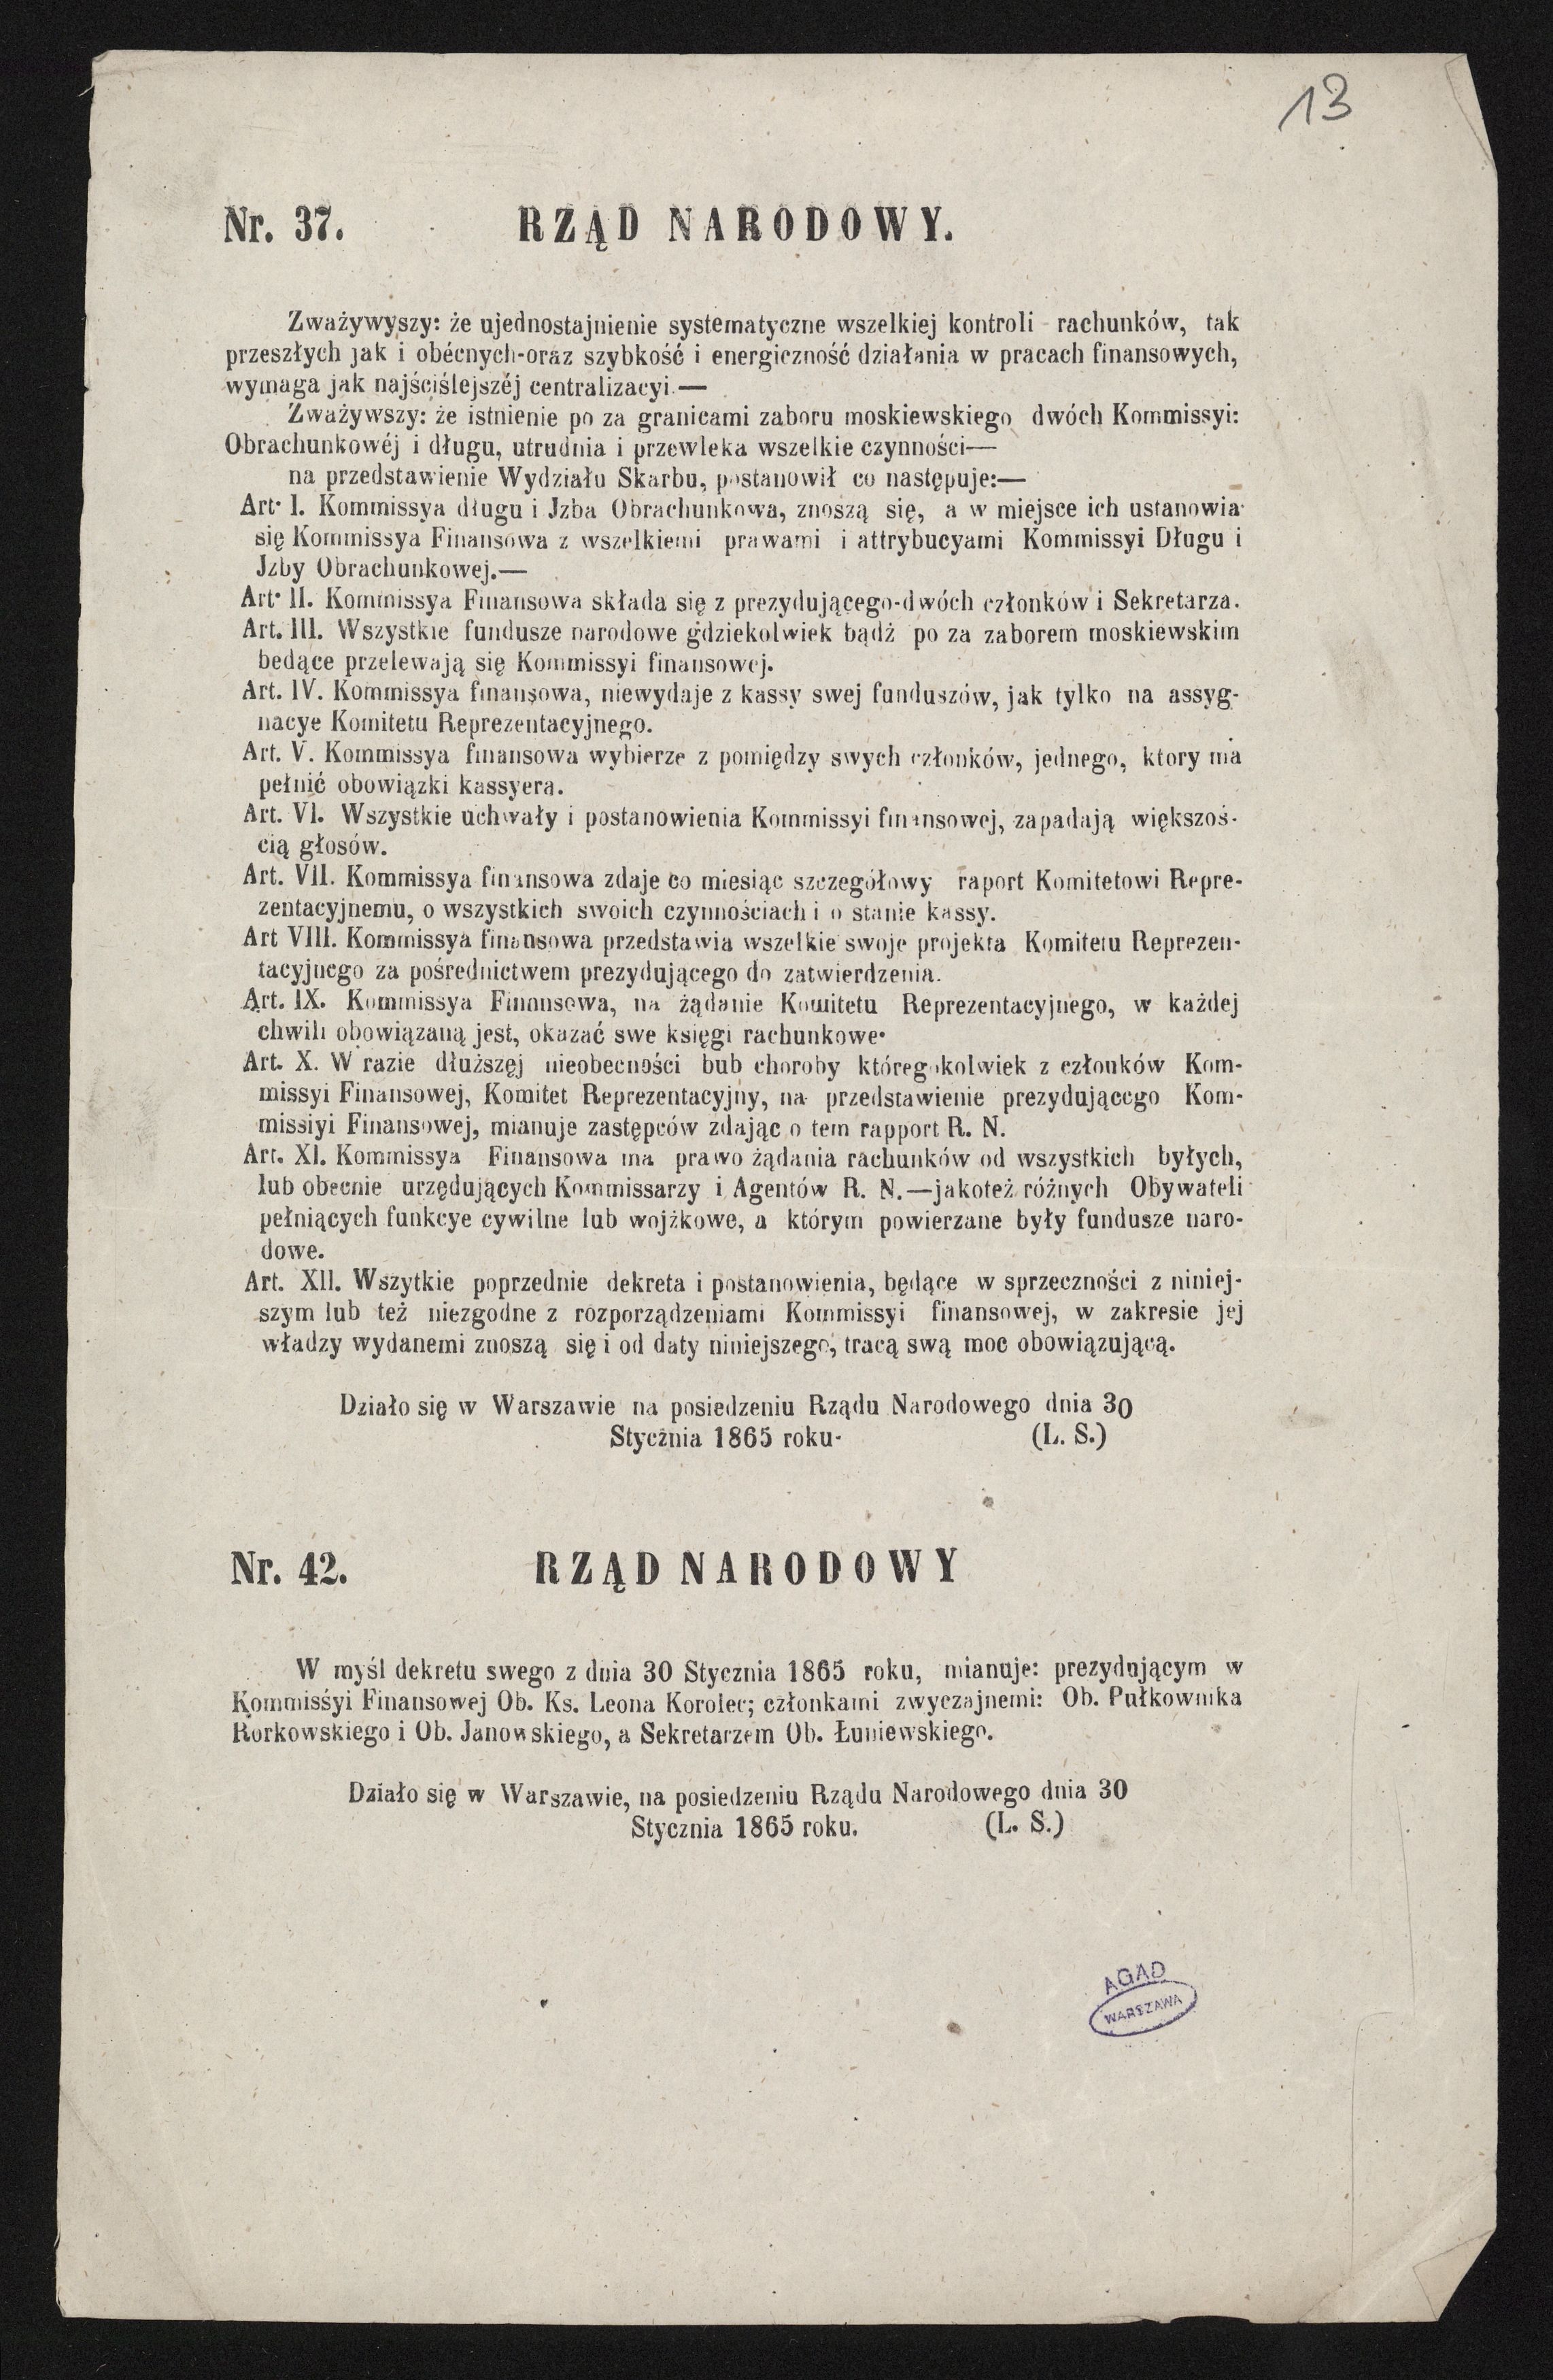 13
Nr. 37. RZĄD NARODOWY.
Zważywyszy: że ujednostajnienie systematyczne wszelkiej kontroli rachunków, tak
przeszłych jak i obécnych-oraz szybkość i energiczność działania w pracach finansowych,
wymaga jak najściślejszéj centralizacyi.—
Zważywszy: że istnienie po za granicami zaboru moskiewskiego dwóch Kommissyi:
Obrachunkowéj i długu, utrudnia i przewleka wszelkie czynności—
na przedstawienie Wydziału Skarbu, postanowił co następuje:—
Art· I. Kommissya długu i Jzba Obrachunkowa, znoszą się, a w miejsce ich ustanowia
się Kommissya Finansowa z wszelkiemi prawami i attrybucyami Kommissyi Długu i
Jzby Obrachunkowej.—
Art· II. Kommissya Finansowa składa się z prezydującego-dwóch członków i Sekretarza.
Art. III. Wszystkie fundusze narodowe gdziekolwiek bądź po za zaborem moskiewskim
bedące przelewają się Kommissyi finansowej.
Art. IV. Kommissya finansowa, niewydaje z kassy swej funduszów, jak tylko na assyg-
nacye Komitetu Reprezentacyjnego.
Art. V. Kommissya finansowa wybierze z pomiędzy swych członków, jednego, ktory ma
pełnić obowiązki kassyera.
Art. VI. Wszystkie uchwały i postanowienia Kommissyi finansowej, zapadają większoś-
cią głosów.
Art. VII. Kommissya finansowa zdaje co miesiąc szczegółowy raport Komitetowi Repre-
zentacyjnemu, o wszystkich swoich czynnościach i o stanie kassy.
Art VIII. Kommissya finansowa przedstawia wszelkie swoje projekta Komitetu Reprezen-
tacyjnego za pośrednictwem prezydującego do zatwierdzenia.
Art. IX. Kommissya Finansowa, na żądanie Komitetu Reprezentacyjnego, w każdej
chwili obowiązaną jest, okazać swe księgi rachunkowe·
Art. X. W razie dłuższęj nieobecności bub choroby któregokolwiek z członków Kom-
missyi Finansowej, Komitet Reprezentacyjny, na przedstawienie prezydującego Kom-
missiyi Finansowej, mianuje zastępców zdając o tem rapport R. N.
Art. XI. Kommissya Finansowa ma prawo żądania rachunków od wszystkich byłych,
lub obecnie urzędujących Kommissarzy i Agentów R. N.—jakoteż różnych Obywateli
pełniących funkcye cywilne lub wojżkowe, a którym powierzane były fundusze naro-
dowe.
Art. XII. Wszytkie poprzednie dekreta i postanowienia, będące w sprzeczności z niniej-
szym lub też niezgodne z rozporządzeniami Kommissyi finansowej, w zakresie jej
władzy wydanemi znoszą się i od daty niniejszego, tracą swą moc obowiązującą.
Działo się w Warszawie na posiedzeniu Rządu Narodowego dnia 30
Stycżnia 1865 roku· (L. S.)
Nr. 42. RZĄD NARODOWY
W myśl dekretu swego z dnia 30 Stycznia 1865 roku, mianuje: prezydującym w
Kommisśyi Finansowej Ob. Ks. Leona Korolec; członkami zwyczajnemi: Ob. Pułkownika
Rorkowskiego i Ob. Janowskiego, a Sekretarzem Ob. Łuniewskiego.
Działo się w Warszawie, na posiedzeniu Rządu Narodowego dnia 30
Stycznia 1865 roku. (L. S.)
AGAD
WARSZAWA